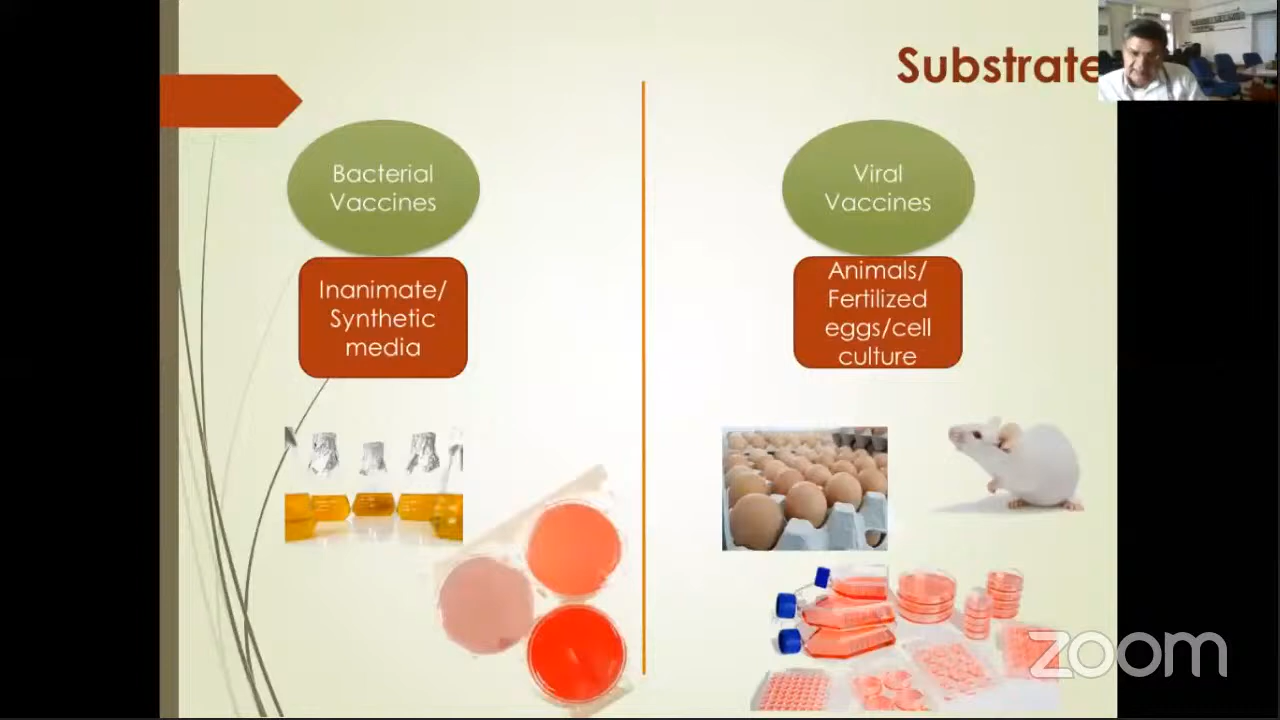 Substrate
Bacterial
Vaccines
Inanimate/
Synthetic
media
Viral
Vaccines
Animals/
Fertilized
eggs/cell
culture
zoom